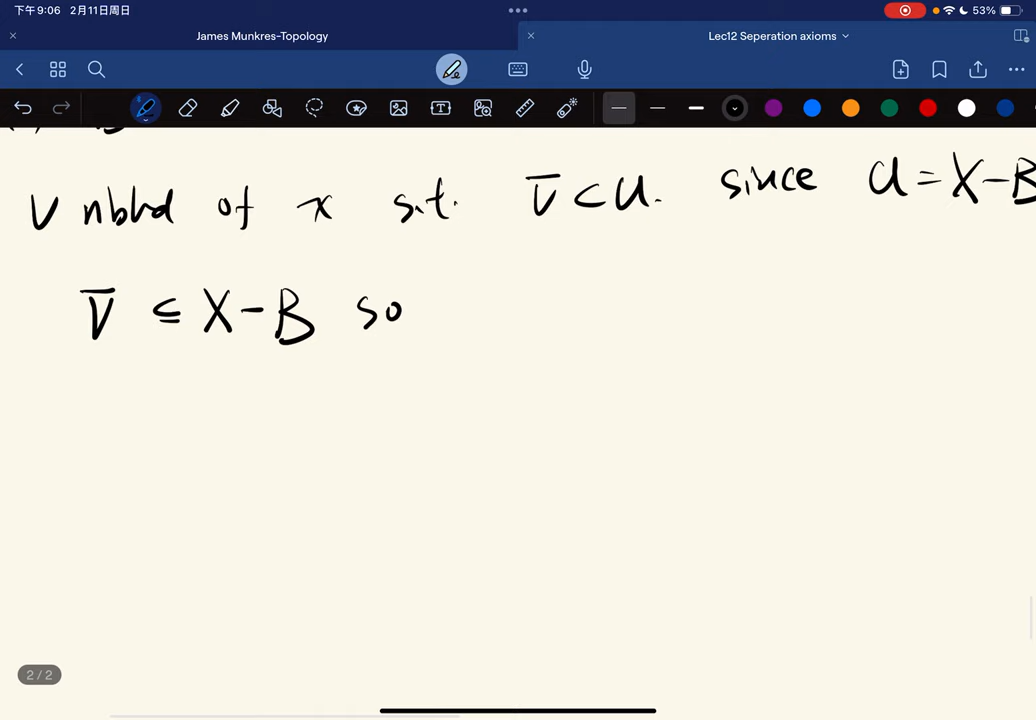 下午9:06 2月11日周日
53%
James Munkres-Topology
Lec12 Seperation axioms
V nbhd of x s.t. V̅ ⊂ U. since U = X − B
V̅ ⊆ X − B so
2 / 2